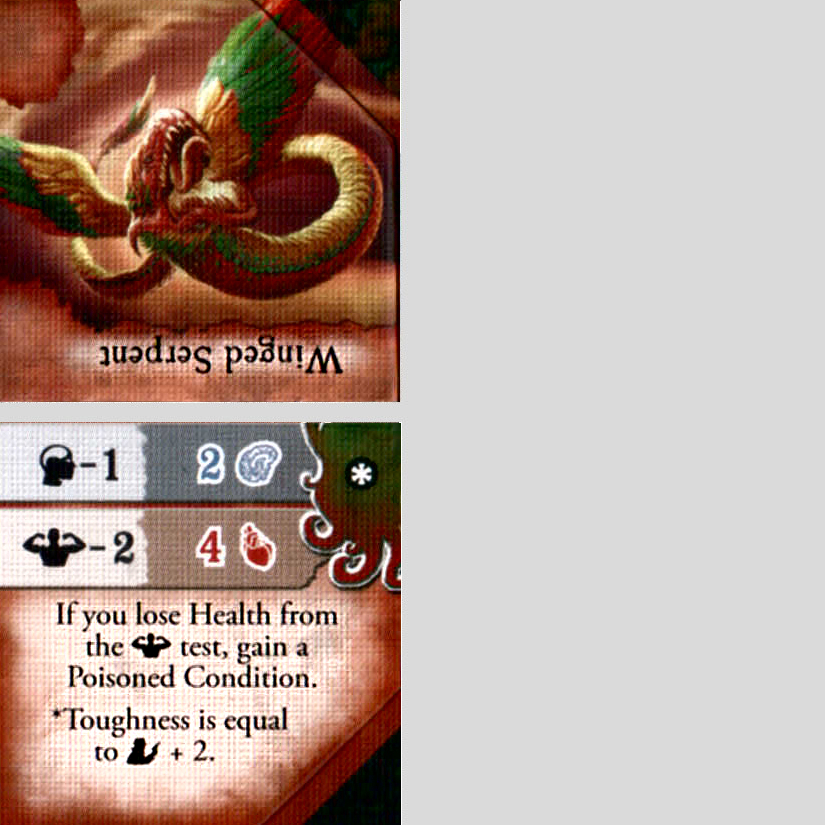 Winged Serpent
-1 2 *
-2 4
If you lose Health from
the test, gain a
Poisoned Condition.
*Toughness is equal
to + 2.